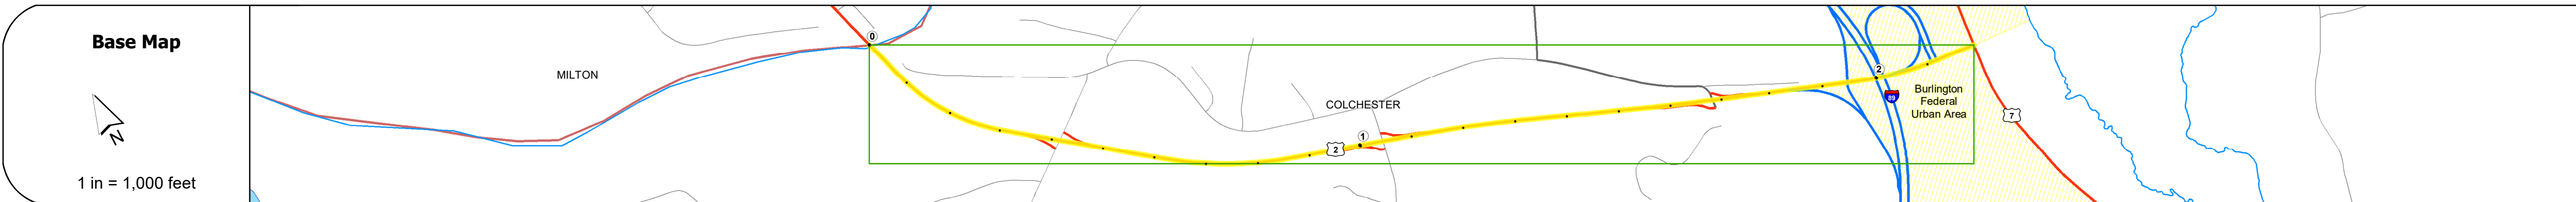 Base Map
N
1 in = 1,000 feet
MILTON
0
COLCHESTER
2
1
2
89
Burlington
Federal
Urban Area
7